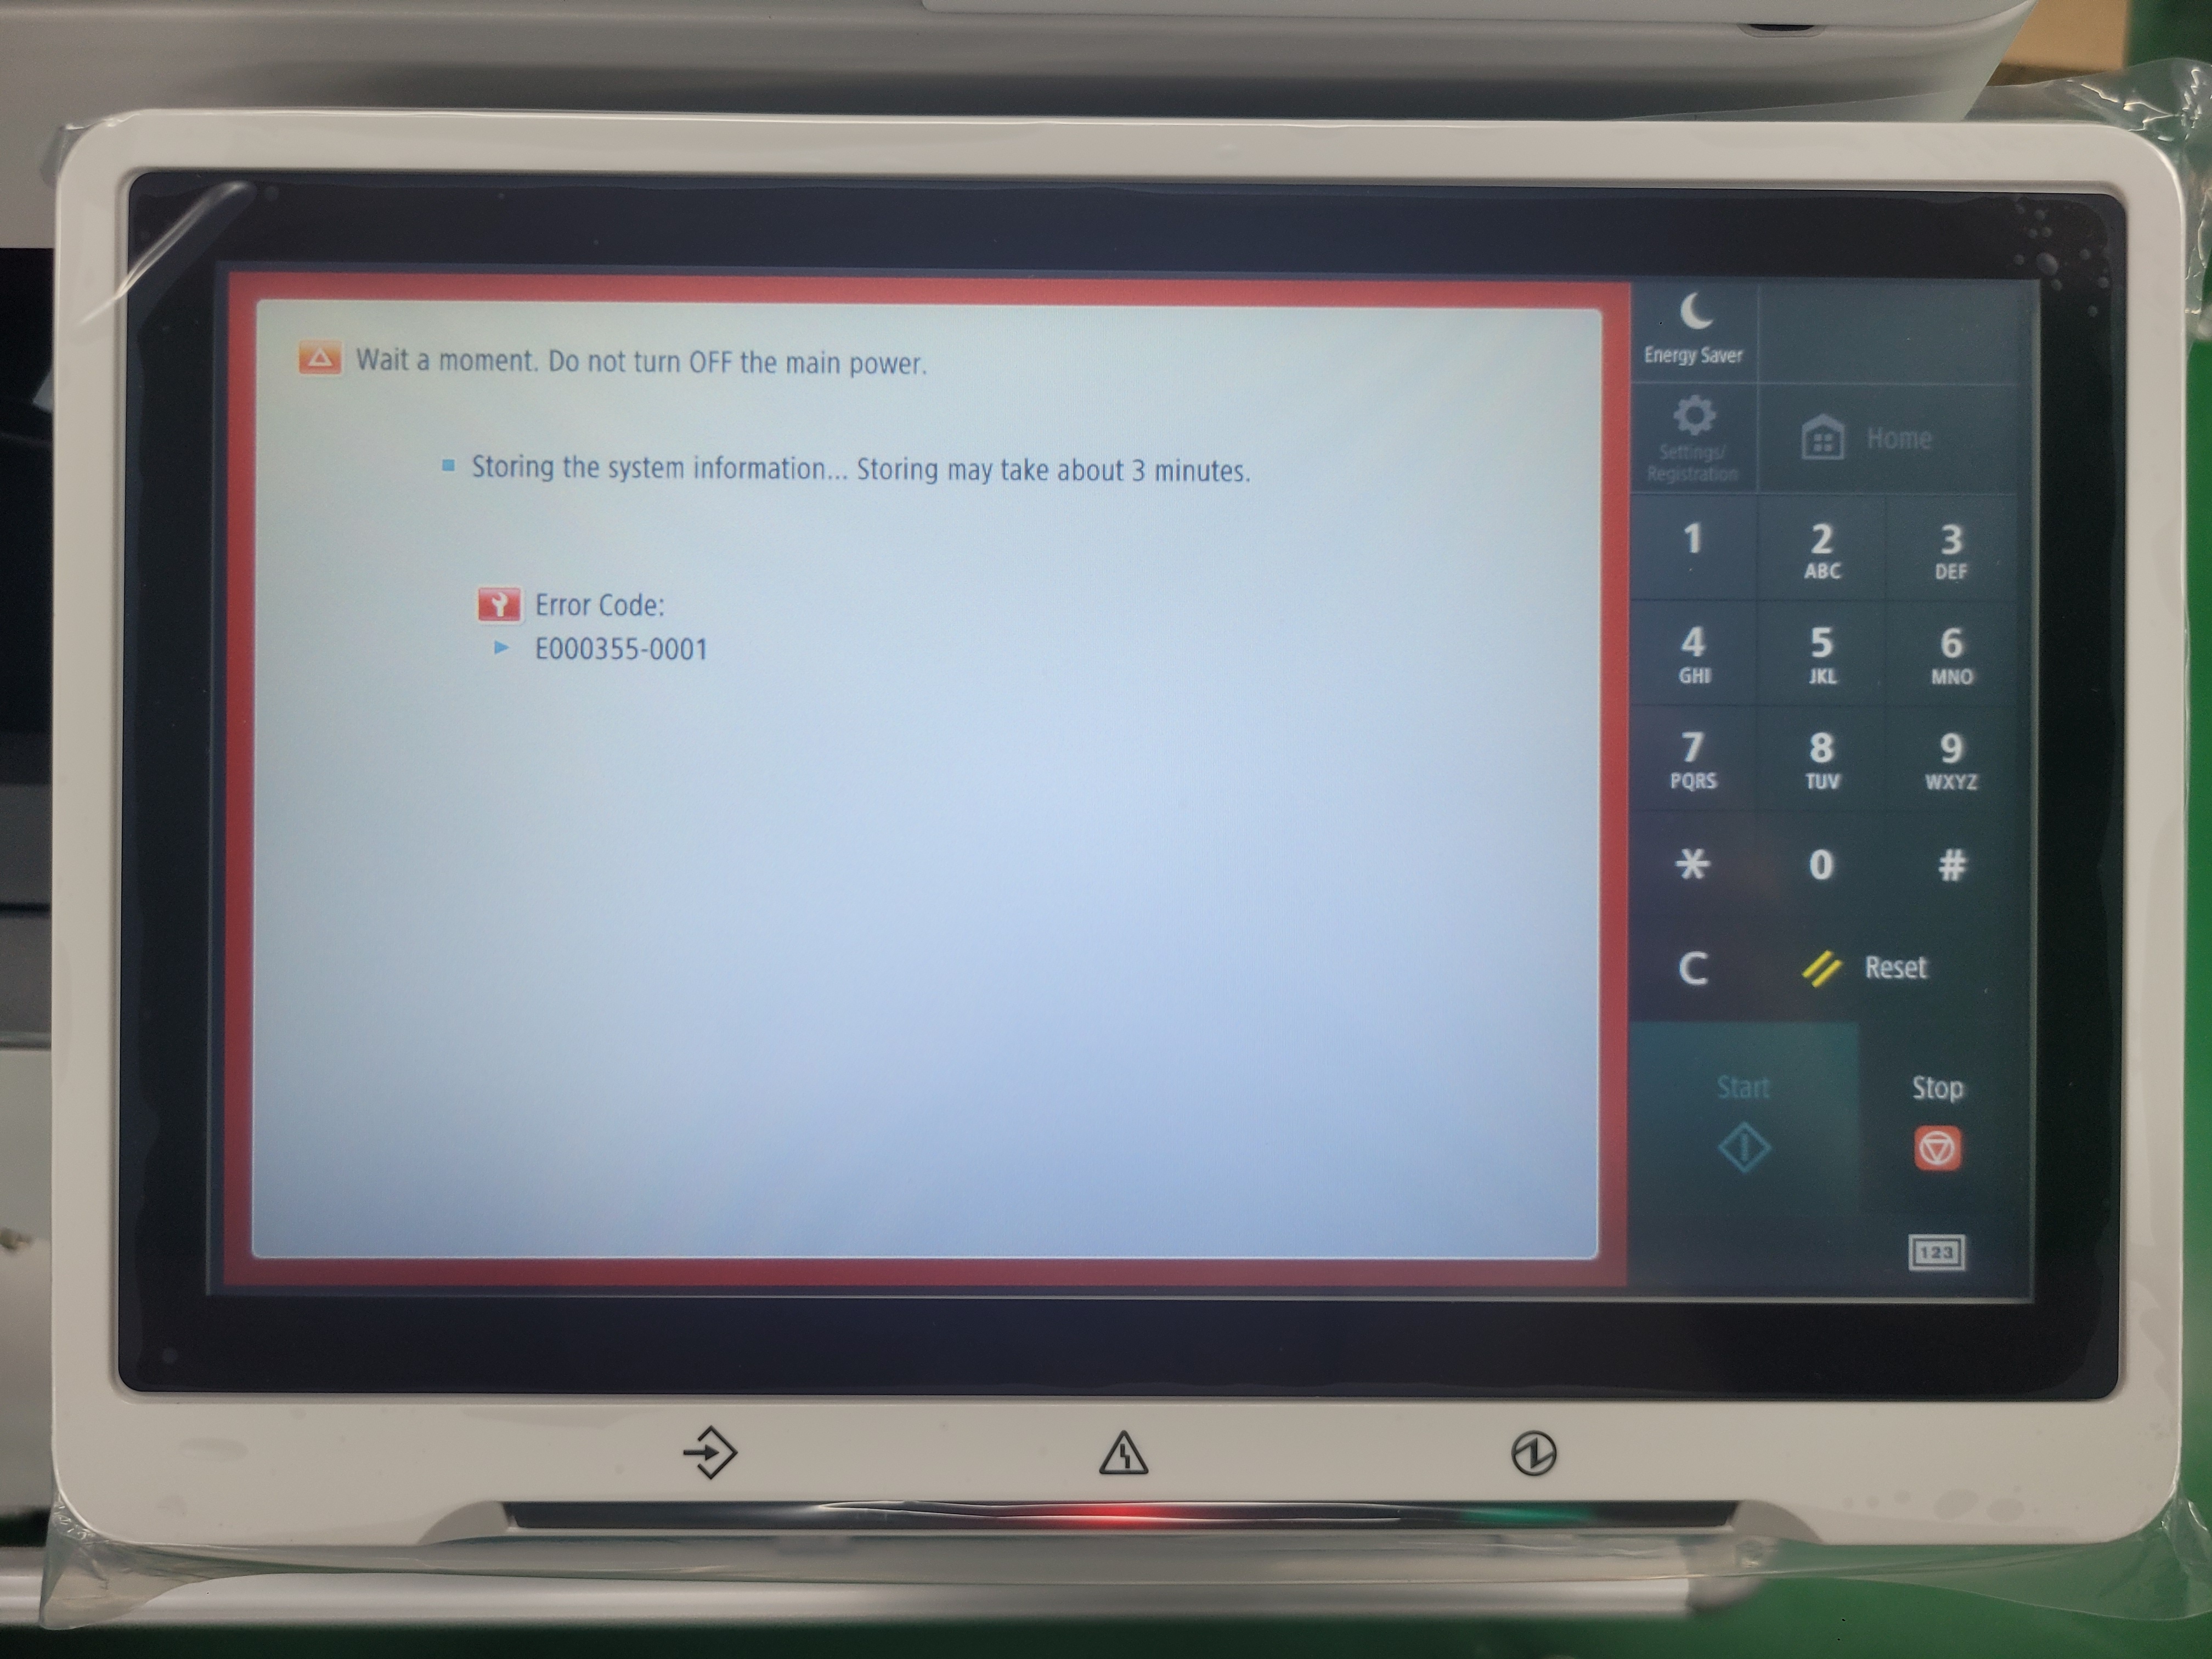 Wait a moment. Do not turn OFF the main power.
Storing the system information... Storing may take about 3 minutes.
Error Code:
E000355-0001
Energy Saver
Settings/
Registration
Home
1
2
ABC
3
DEF
4
GHI
5
JKL
6
MNO
7
PQRS
8
TUV
9
WXYZ
*
0
#
C
Reset
Start
Stop
123